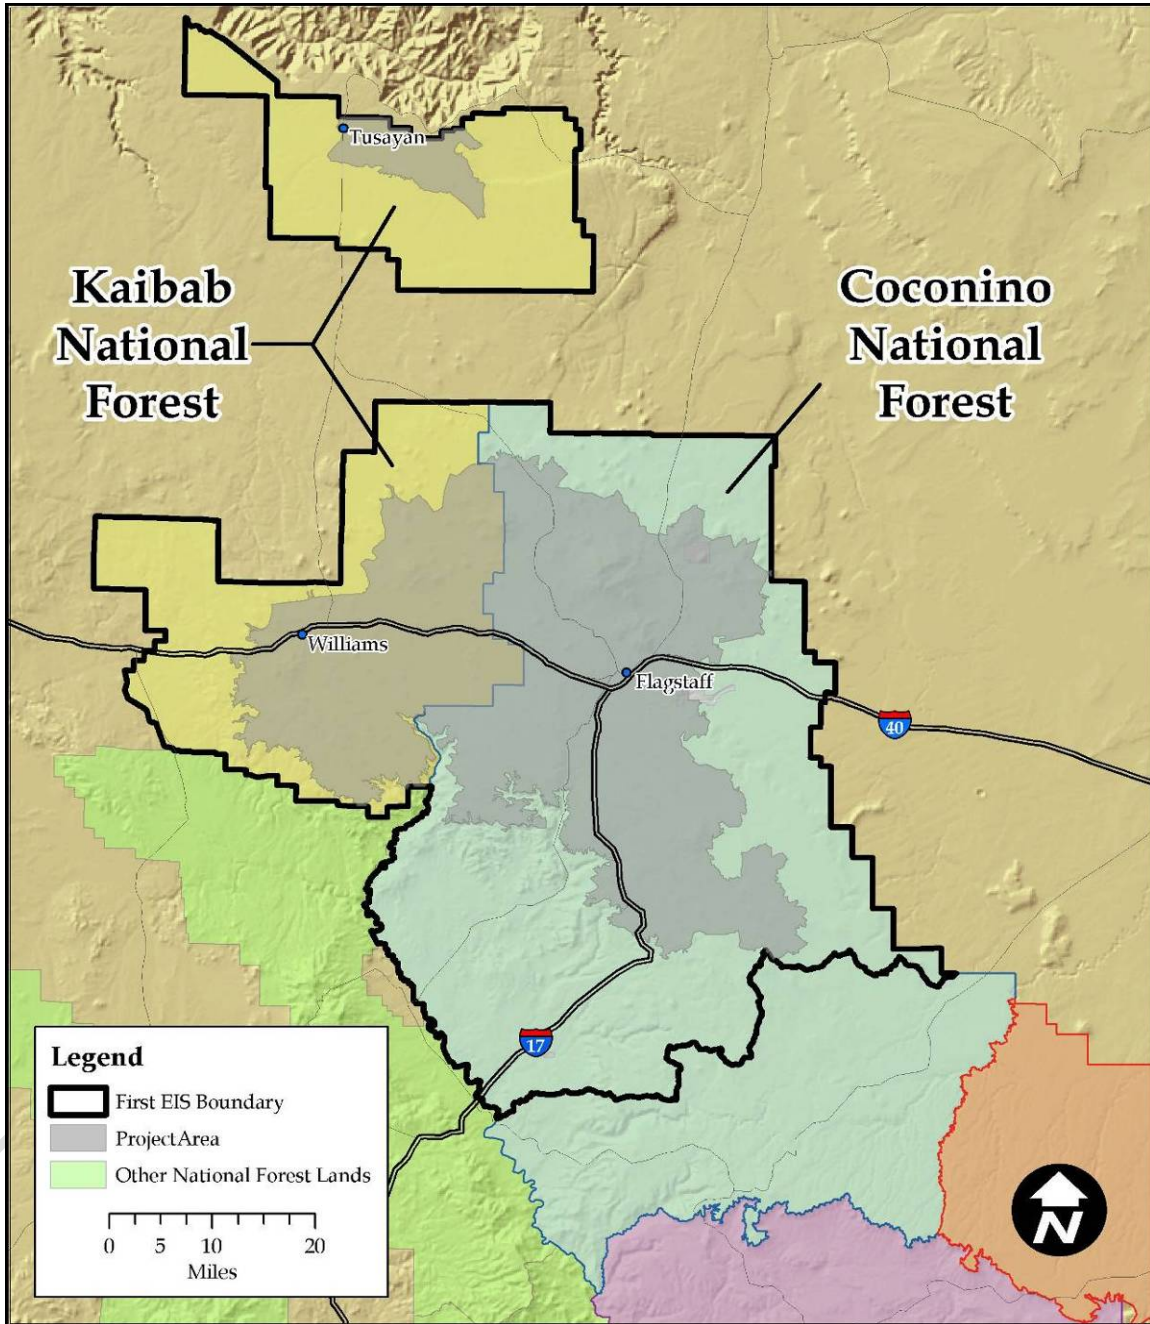 Tusayan
Kaibab
National
Forest
Coconino
National
Forest
Williams
Flagstaff
40
17
Legend
First EIS Boundary
Project Area
Other National Forest Lands
0 5 10 20
Miles
N